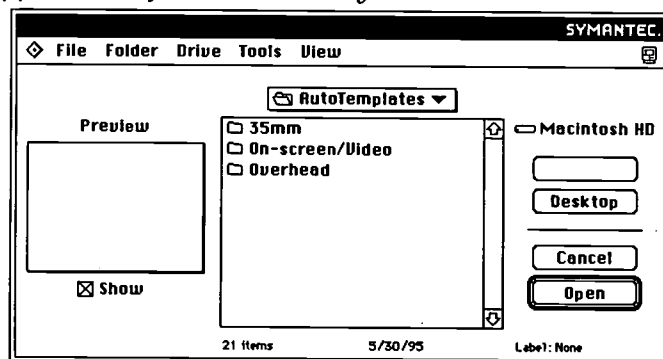 SYMANTEC.
File Folder Drive Tools View
AutoTemplates
Preview
35mm
On-screen/Video
Overhead
Macintosh HD
Desktop
Cancel
Open
Show
21 items 5/30/95 Label: None